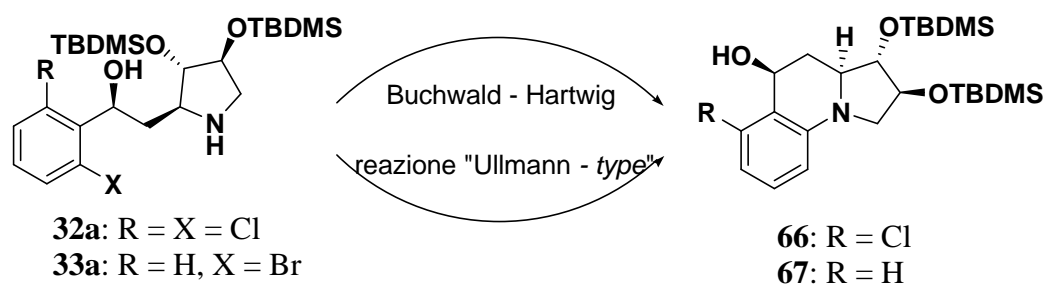 TBDMSO
OTBDMS
R
OH
N
H
X
32a: R = X = Cl
33a: R = H, X = Br
Buchwald - Hartwig
reazione "Ullmann - type"
HO
H
OTBDMS
OTBDMS
N
R
66: R = Cl
67: R = H